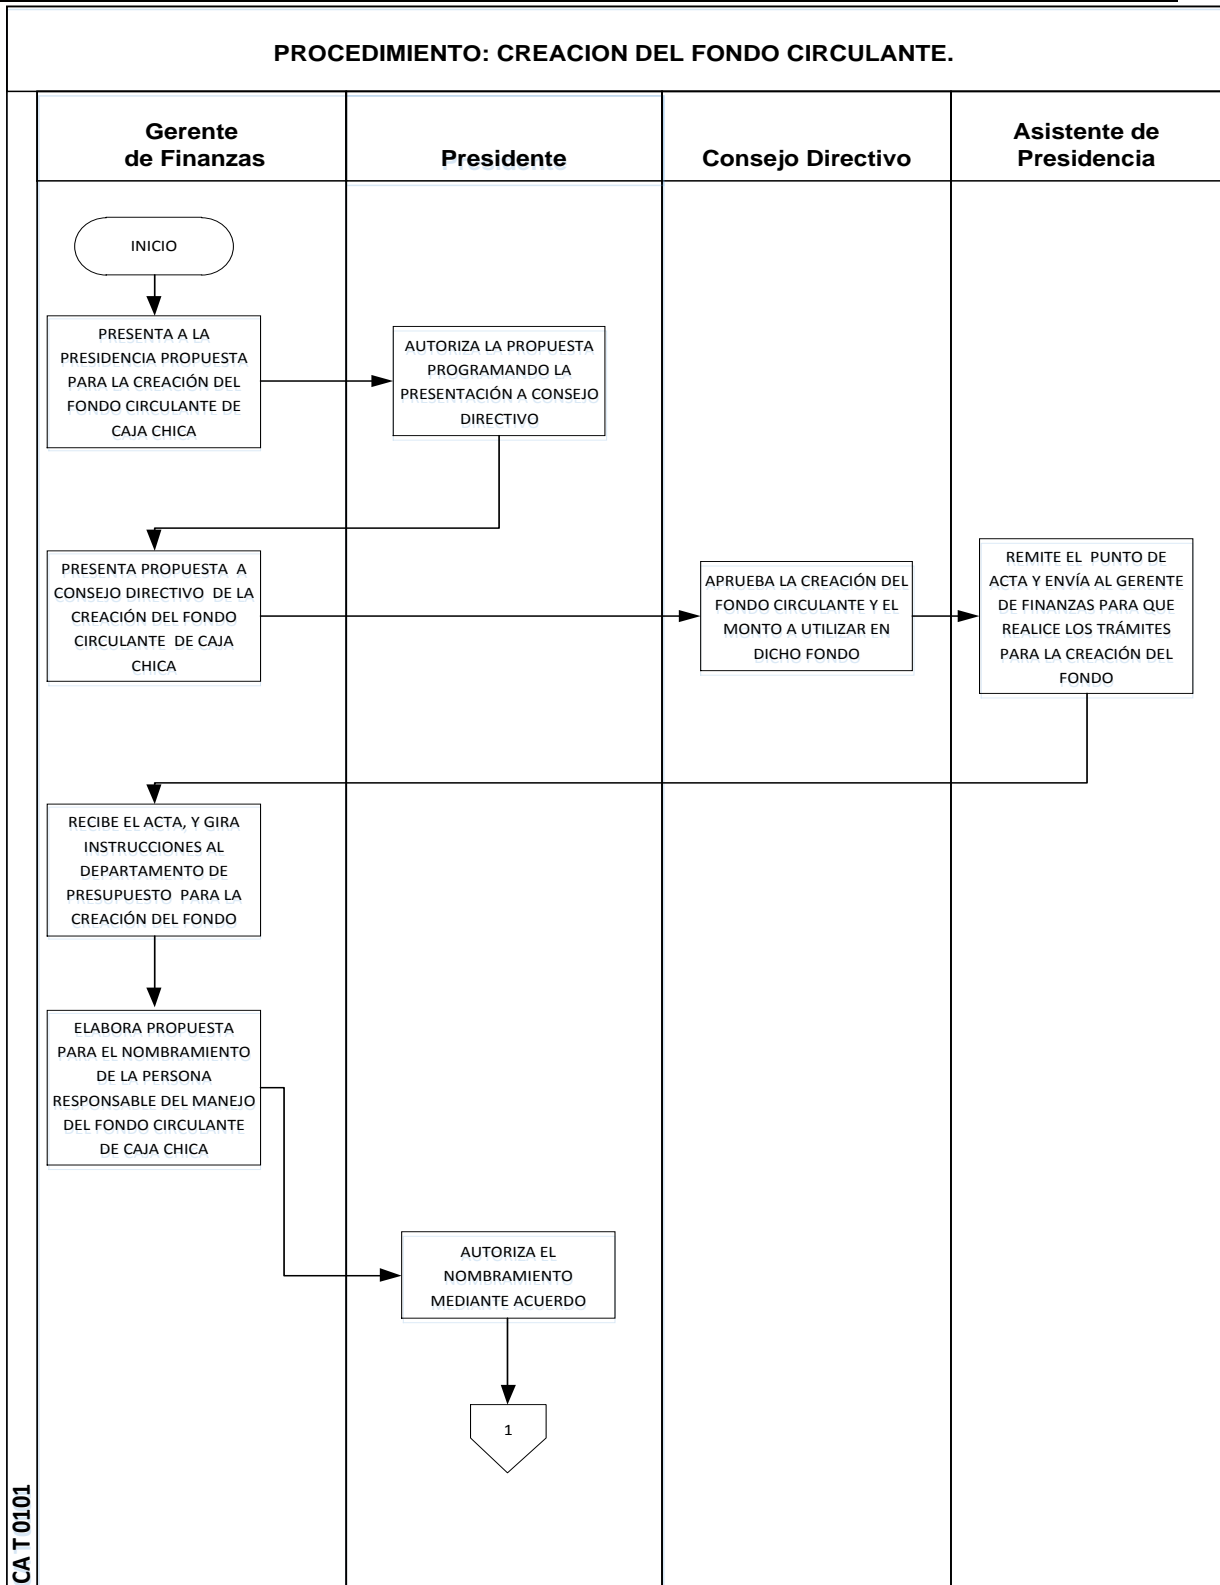 PROCEDIMIENTO: CREACION DEL FONDO CIRCULANTE.
Gerente
de Finanzas
Presidente
Consejo Directivo
Asistente de
Presidencia
INICIO
PRESENTA A LA
PRESIDENCIA PROPUESTA
PARA LA CREACIÓN DEL
FONDO CIRCULANTE DE
CAJA CHICA
AUTORIZA LA PROPUESTA
PROGRAMANDO LA
PRESENTACIÓN A CONSEJO
DIRECTIVO
PRESENTA PROPUESTA A
CONSEJO DIRECTIVO DE LA
CREACIÓN DEL FONDO
CIRCULANTE DE CAJA
CHICA
APRUEBA LA CREACIÓN DEL
FONDO CIRCULANTE Y EL
MONTO A UTILIZAR EN
DICHO FONDO
REMITE EL PUNTO DE
ACTA Y ENVÍA AL GERENTE
DE FINANZAS PARA QUE
REALICE LOS TRÁMITES
PARA LA CREACIÓN DEL
FONDO
RECIBE EL ACTA, Y GIRA
INSTRUCCIONES AL
DEPARTAMENTO DE
PRESUPUESTO PARA LA
CREACIÓN DEL FONDO
ELABORA PROPUESTA
PARA EL NOMBRAMIENTO
DE LA PERSONA
RESPONSABLE DEL MANEJO
DEL FONDO CIRCULANTE
DE CAJA CHICA
AUTORIZA EL
NOMBRAMIENTO
MEDIANTE ACUERDO
1
CA T 0101